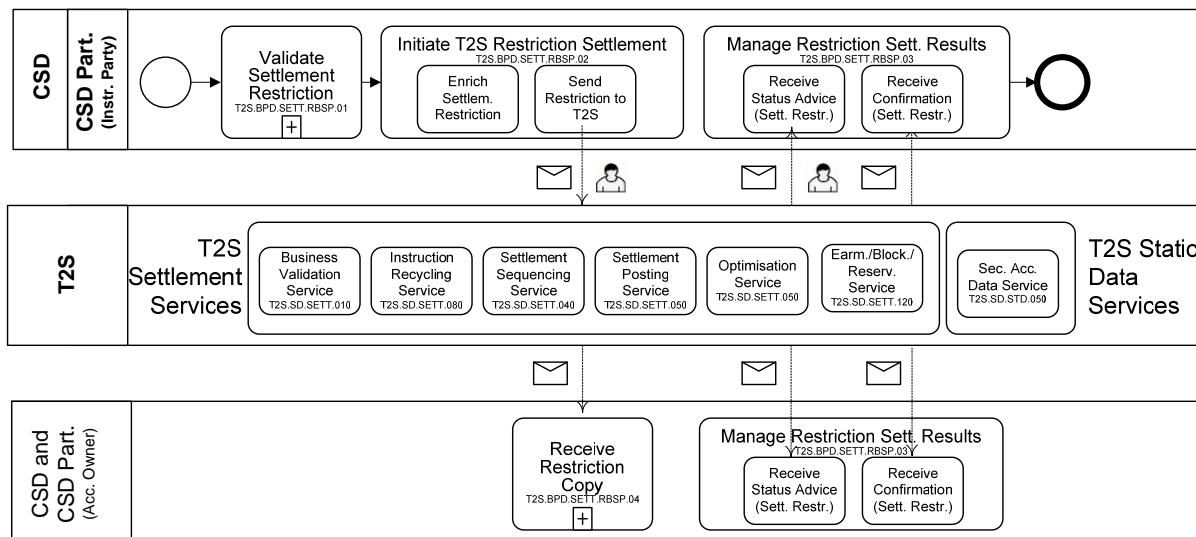 CSD
CSD Part.
(Instr. Party)
Validate
Settlement
Restriction
T2S.BPD.SETT.RBSP.01
Initiate T2S Restriction Settlement
T2S.BPD.SETT.RBSP.02
Enrich
Settlem.
Restriction
Send
Restriction to
T2S
Manage Restriction Sett. Results
T2S.BPD.SETT.RBSP.03
Receive
Status Advice
(Sett. Restr.)
Receive
Confirmation
(Sett. Restr.)
T2S
T2S
Settlement
Services
Business
Validation
Service
T2S.SD.SETT.010
Instruction
Recycling
Service
T2S.SD.SETT.080
Settlement
Sequencing
Service
T2S.SD.SETT.040
Settlement
Posting
Service
T2S.SD.SETT.050
Optimisation
Service
T2S.SD.SETT.050
Earm./Block./
Reserv.
Service
T2S.SD.SETT.120
Sec. Acc.
Data Service
T2S.SD.STD.050
T2S Static
Data
Services
CSD and
CSD Part.
(Acc. Owner)
Receive
Restriction
Copy
T2S.BPD.SETT.RBSP.04
Manage Restriction Sett. Results
T2S.BPD.SETT.RBSP.03
Receive
Status Advice
(Sett. Restr.)
Receive
Confirmation
(Sett. Restr.)